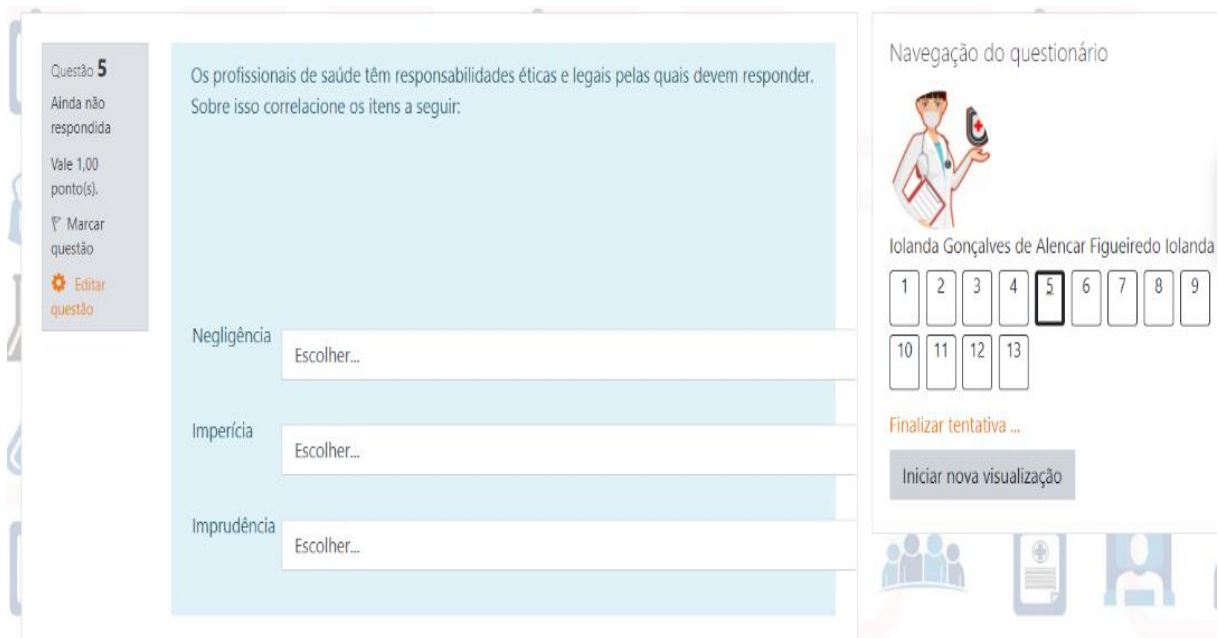 Questão 5
Ainda não
respondida
Vale 1,00
ponto(s).
Marcar
questão
Editar
questão
Os profissionais de saúde têm responsabilidades éticas e legais pelas quais devem responder.
Sobre isso correlacione os itens a seguir:
Negligência
Escolher...
Imperícia
Escolher...
Imprudência
Escolher...
Navegação do questionário
Iolanda Gonçalves de Alencar Figueiredo Iolanda
1 2 3 4 5 6 7 8 9
10 11 12 13
Finalizar tentativa ...
Iniciar nova visualização